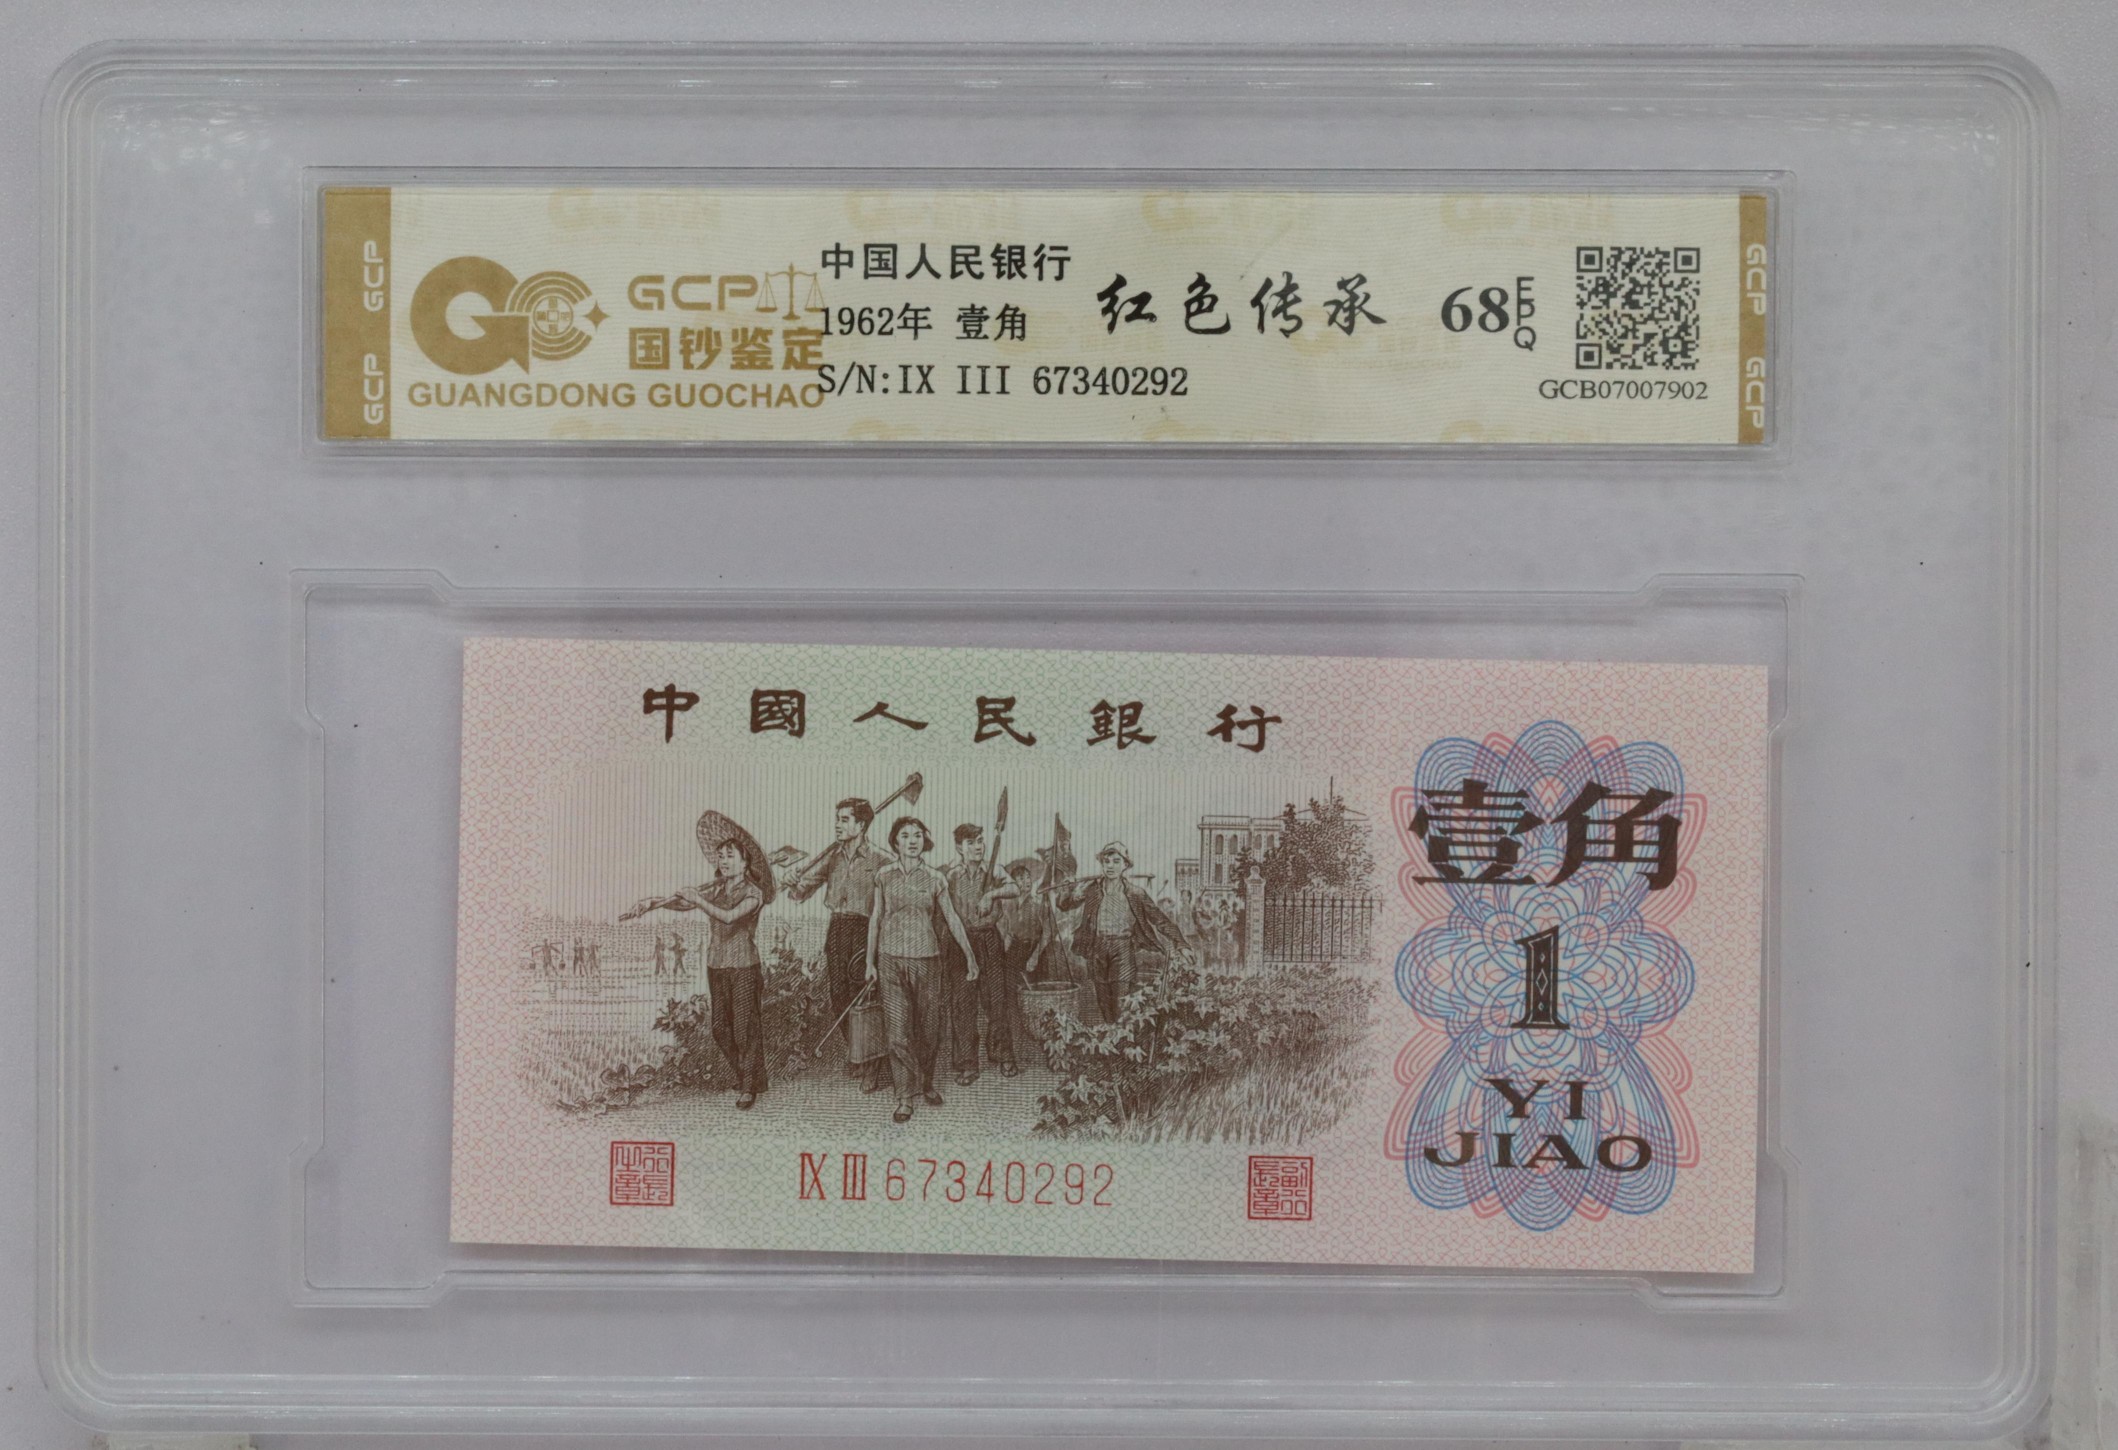 GCP GCP
GCP
国钞鉴定
GUANGDONG GUOCHAO
中国人民银行
1962年 壹角
S/N:IX III 67340292
红色传承
68 EPQ
GCB07007902
GCP GCP
中國人民銀行
壹角
1
YI
JIAO
IX III 67340292